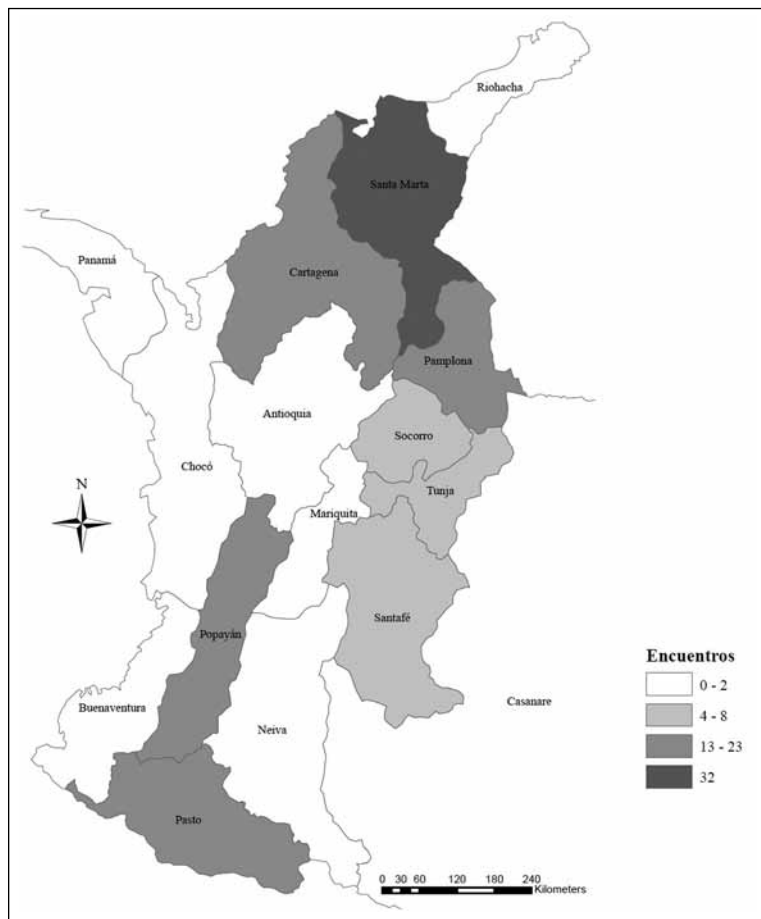 Riohacha
Santa Marta
Panamá
Cartagena
Pamplona
Antioquia
Socorro
Chocó
Tunja
N
Mariquita
Santafé
Popayán
Buenaventura
Neiva
Casanare
Pasto
Encuentros
0 - 2
4 - 8
13 - 23
32
0 30 60 120 180 240
Kilometers